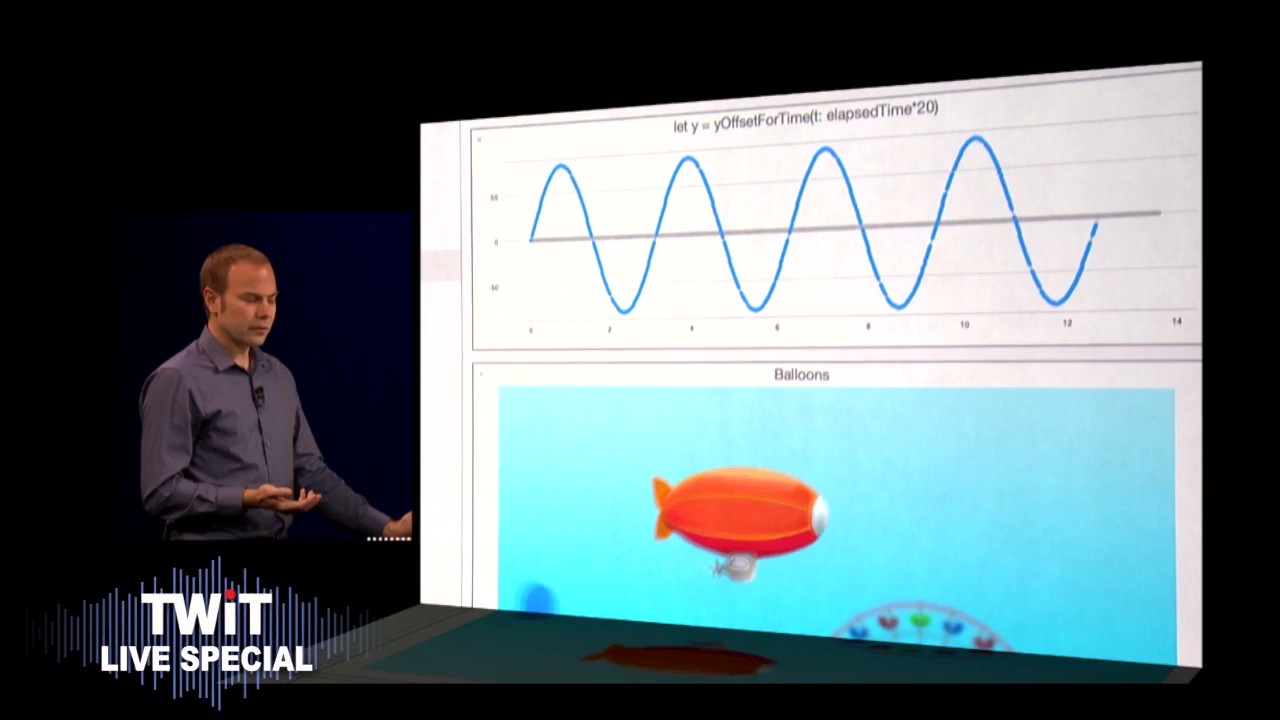 let y = yOffsetForTime(t: elapsedTime*20)
50
0
-50
0 2 4 6 8 10 12 14
Balloons
TWiT
LIVE SPECIAL